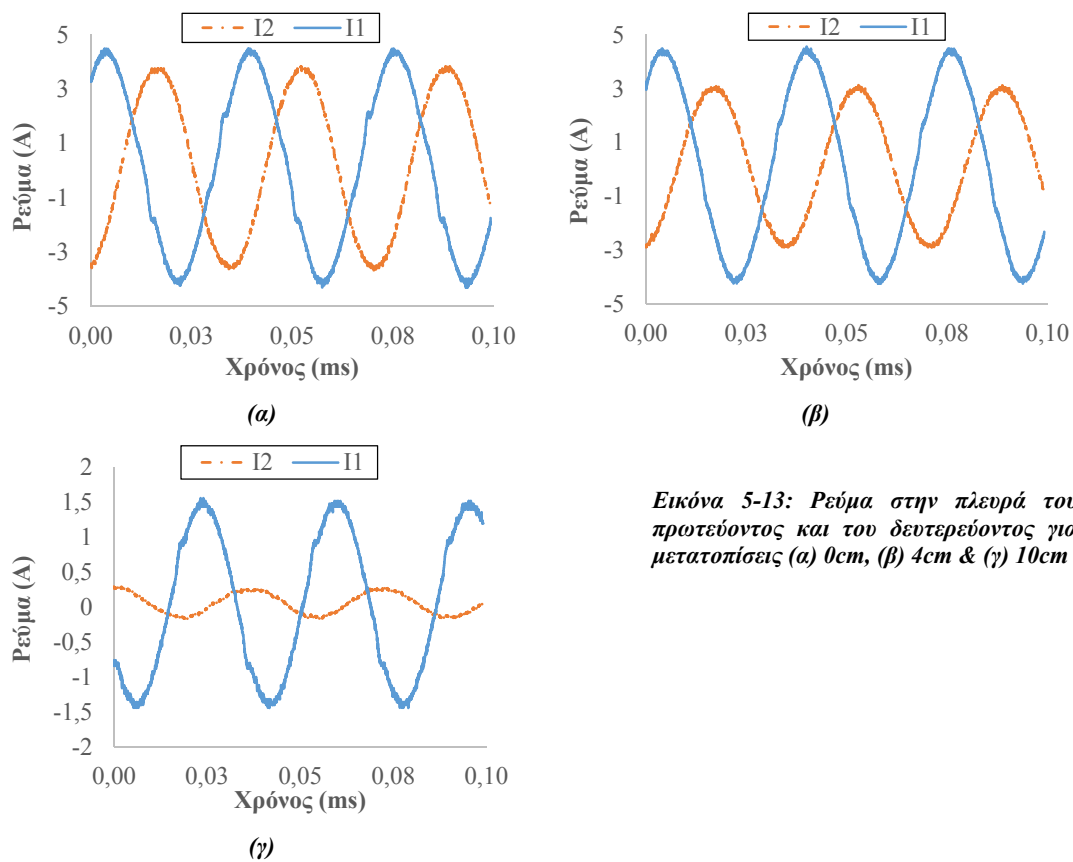 I2 I1
5
3
1
-1
-3
-5
Ρεύμα (A)
0,00 0,03 0,05 0,08 0,10
Χρόνος (ms)
(α)
I2 I1
5
3
1
-1
-3
-5
Ρεύμα (A)
0,00 0,03 0,05 0,08 0,10
Χρόνος (ms)
(β)
I2 I1
2
1,5
1
0,5
0
-0,5
-1
-1,5
-2
Ρεύμα (A)
0,00 0,03 0,05 0,08 0,10
Χρόνος (ms)
(γ)
Εικόνα 5-13: Ρεύμα στην πλευρά του
πρωτεύοντος και του δευτερεύοντος για
μετατοπίσεις (α) 0cm, (β) 4cm & (γ) 10cm